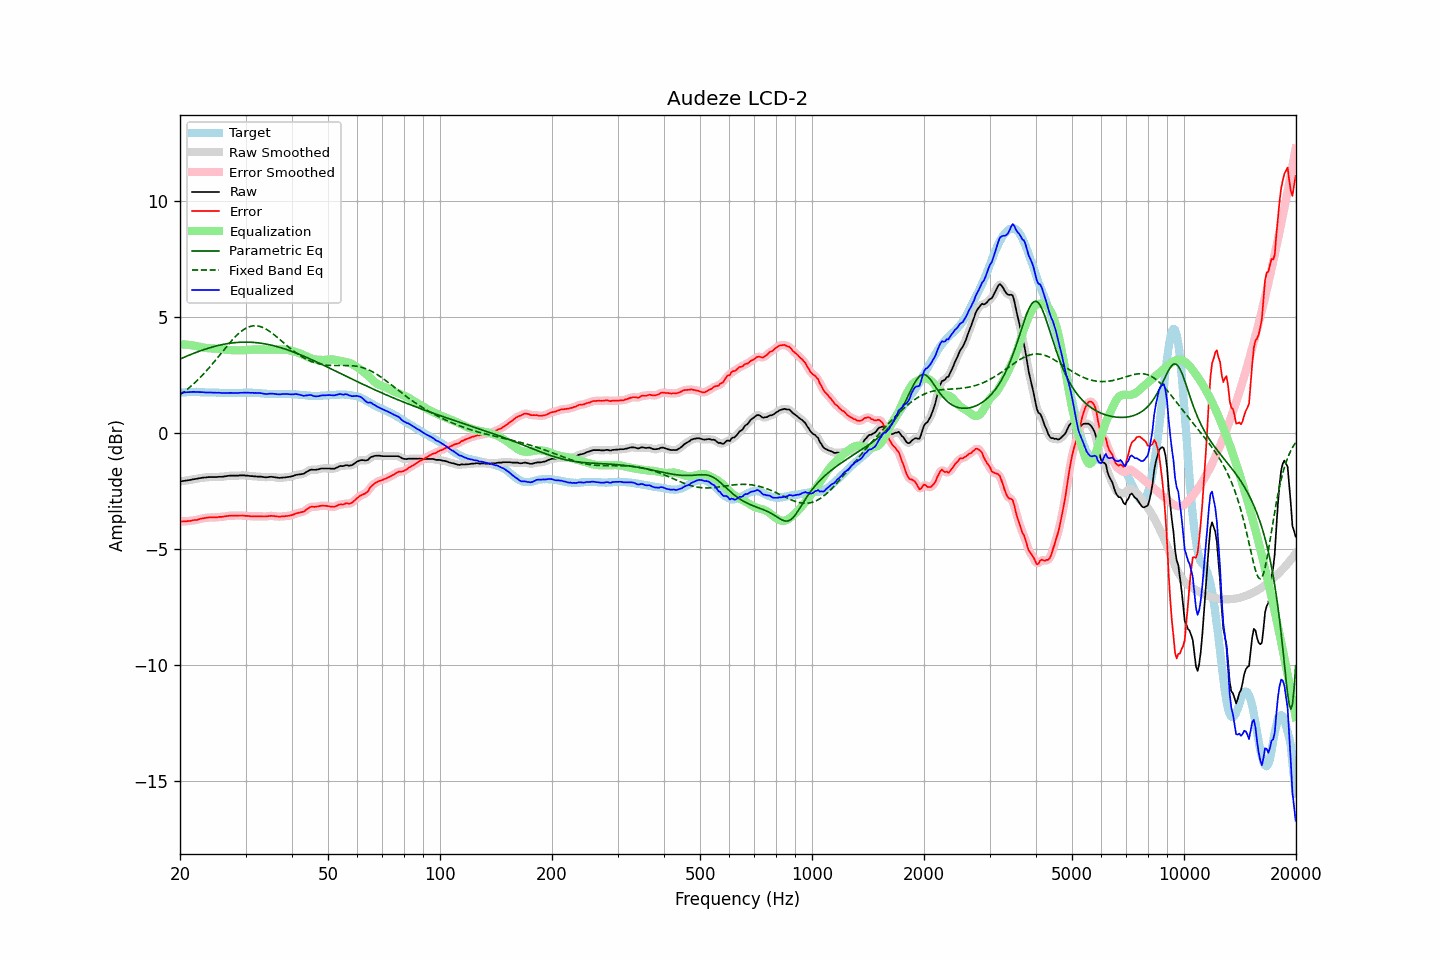 Audeze LCD-2
Target
Raw Smoothed
Error Smoothed
Raw
Error
Equalization
Parametric Eq
Fixed Band Eq
Equalized
10
5
0
−5
−10
−15
Amplitude (dBr)
20 50 100 200 500 1000 2000 5000 10000 20000
Frequency (Hz)